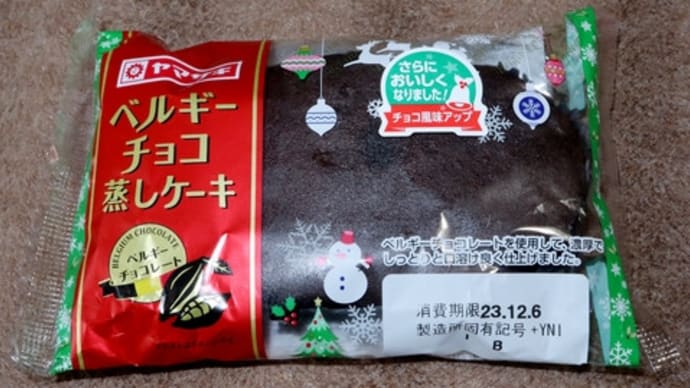 ヤマザキ
ベルギー
チョコ
蒸しケーキ
BELGIUM CHOCOLATE
ベルギー
チョコレート
さらに
おいしく
なりました!
チョコ風味アップ
ベルギーチョコレートを使用して、濃厚で
しっとりと口溶け良く仕上げました。
消費期限23.12.6
製造所固有記号+YNI
8